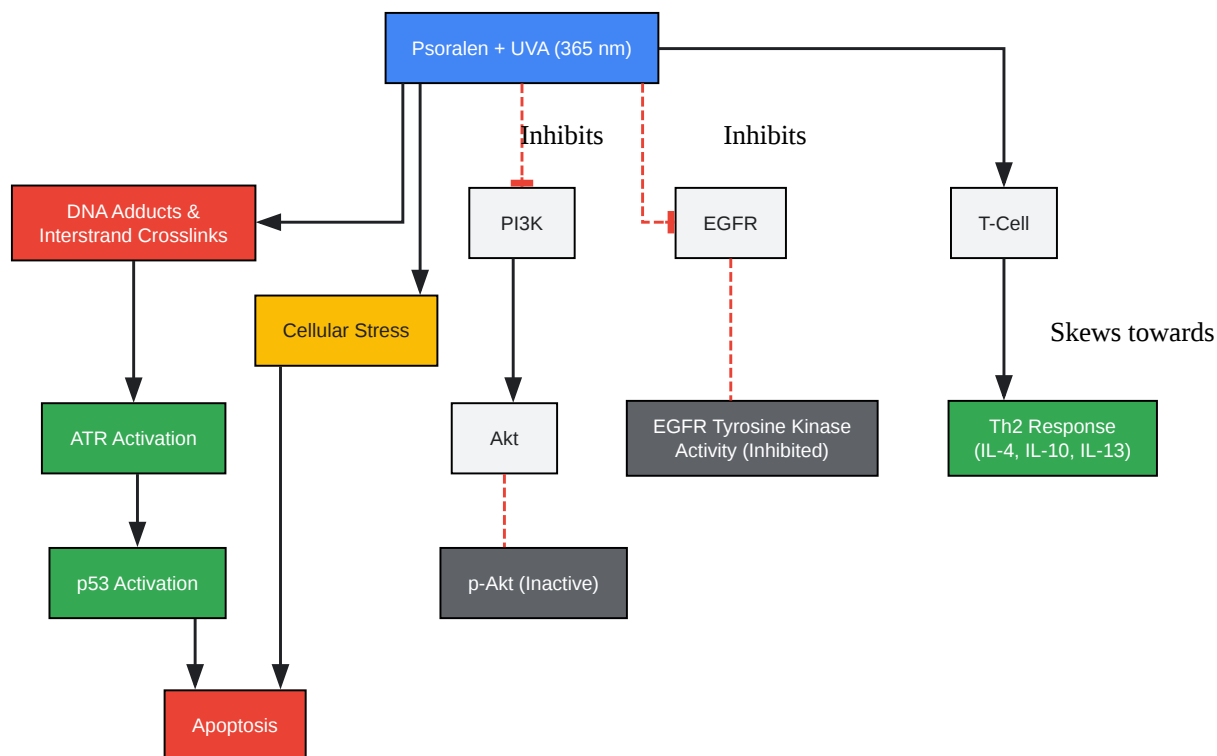 Psoralen + UVA (365 nm)
Inhibits
Inhibits
DNA Adducts &
Interstrand Crosslinks
PI3K
EGFR
T-Cell
Cellular Stress
Skews towards
ATR Activation
Akt
EGFR Tyrosine Kinase
Activity (Inhibited)
Th2 Response
(IL-4, IL-10, IL-13)
p53 Activation
p-Akt (Inactive)
Apoptosis